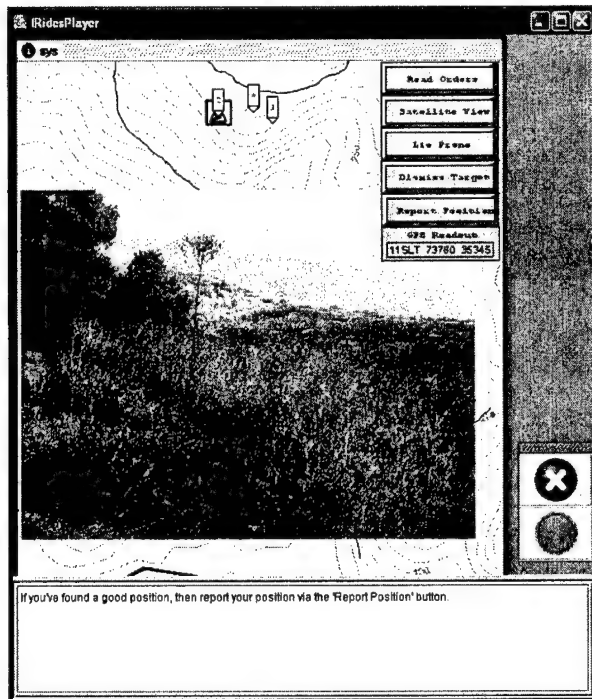 iRidesPlayer
sys
Read Orders
Satellite View
Lie Prone
Dismiss Target
Report Position
GPS Readout
11SLT 73760 35345
If you've found a good position, then report your position via the 'Report Position' button.